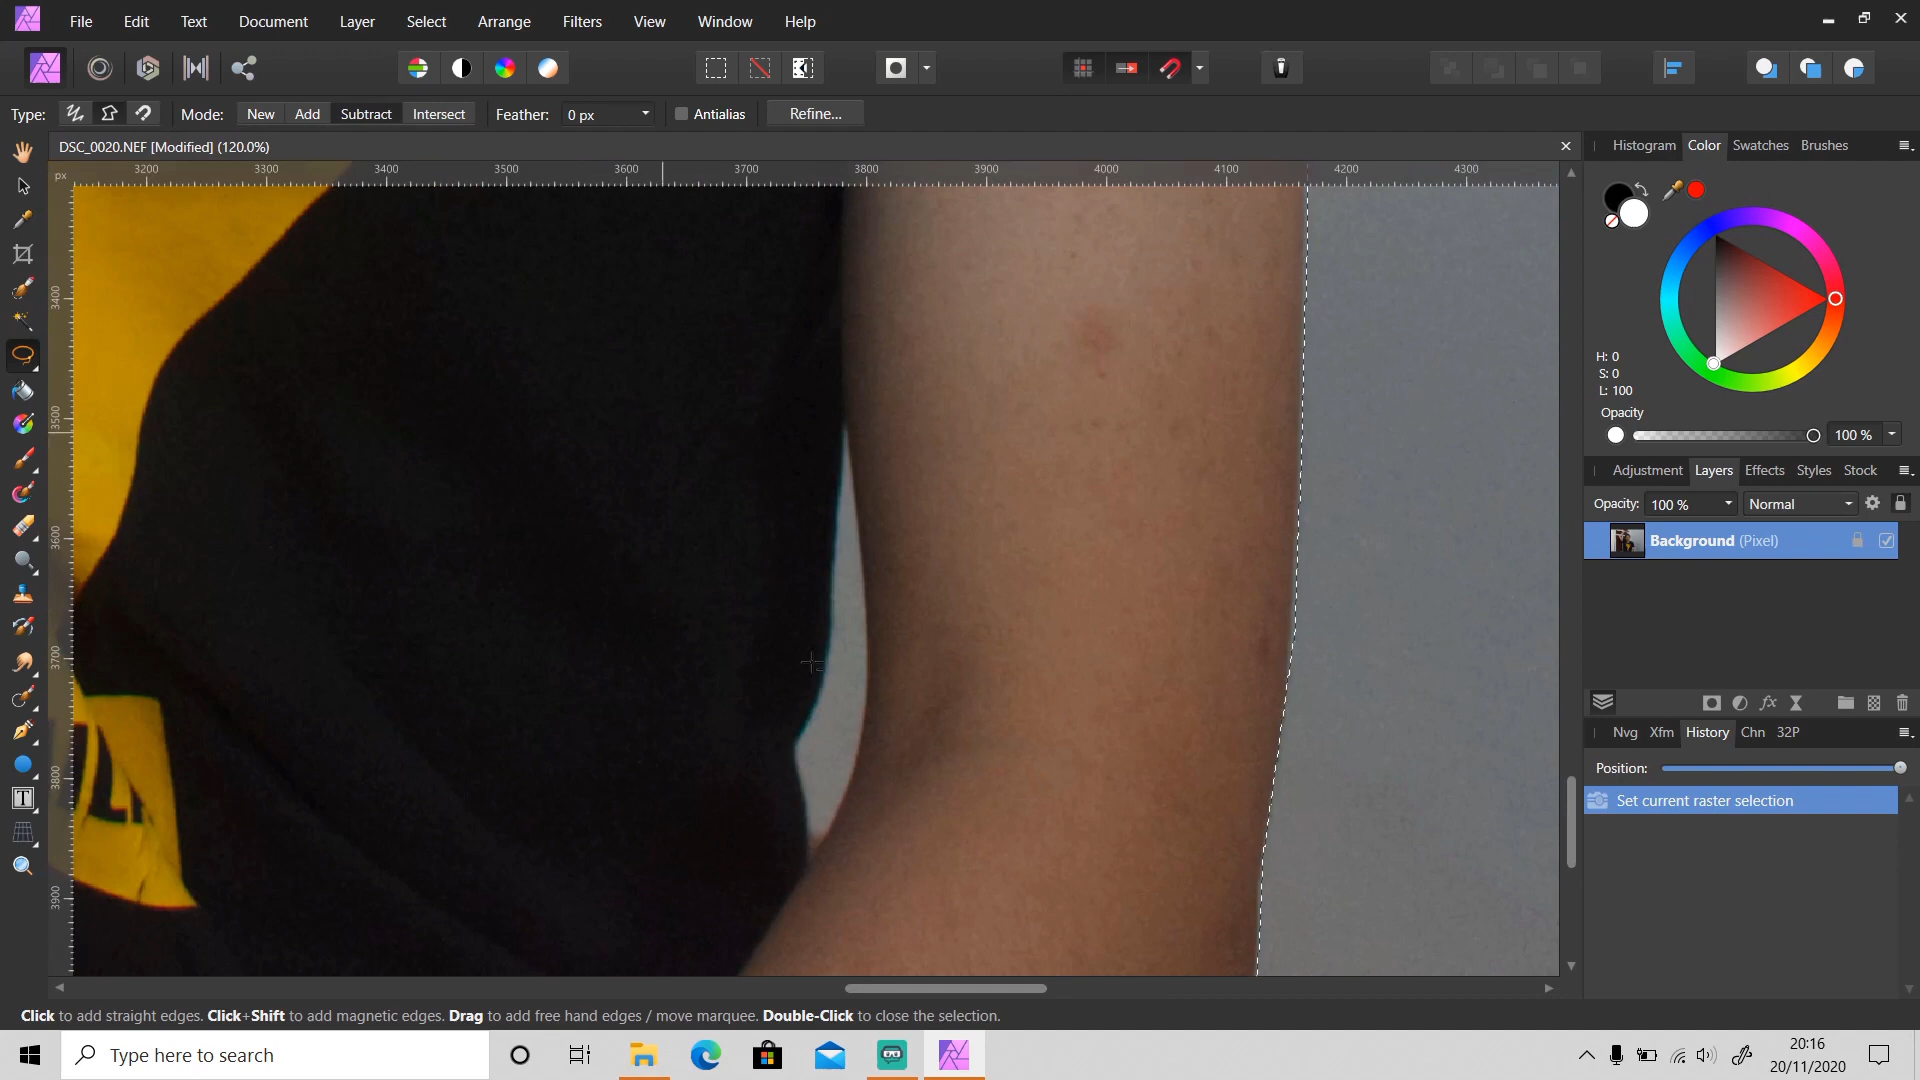 File Edit Text Document Layer Select Arrange Filters View Window Help
Type: Mode: New Add Subtract Intersect Feather: 0 px Antialias Refine...
DSC_0020.NEF [Modified] (120.0%)
Histogram Color Swatches Brushes
px 3200 3300 3400 3500 3600 3700 3800 3900 4000 4100 4200 4300
3400
3500
3600
3700
3800
3900
H: 0
S: 0
L: 100
Opacity
100 %
Adjustment Layers Effects Styles Stock
Opacity: 100 % Normal
Background (Pixel)
Nvg Xfm History Chn 32P
Position:
Set current raster selection
Click to add straight edges. Click+Shift to add magnetic edges. Drag to add free hand edges / move marquee. Double-Click to close the selection.
Type here to search
20:16
20/11/2020